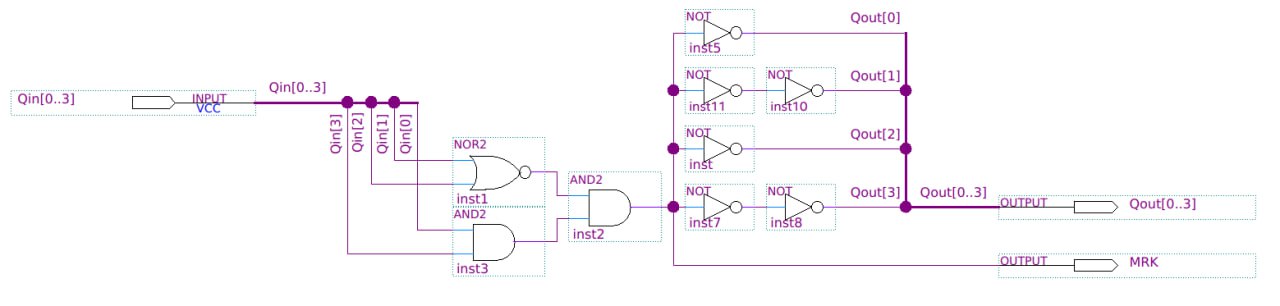 NOT
Qout[0]
inst5
Qin[0..3]
INPUT
VCC
Qin[0..3]
NOT
NOT
Qout[1]
inst11
inst10
Qin[3]
Qin[2]
Qin[1]
Qin[0]
NOT
Qout[2]
inst
NOR2
inst1
AND2
inst2
NOT
NOT
Qout[3]
Qout[0..3]
inst7
inst8
OUTPUT
Qout[0..3]
AND2
inst3
OUTPUT
MRK